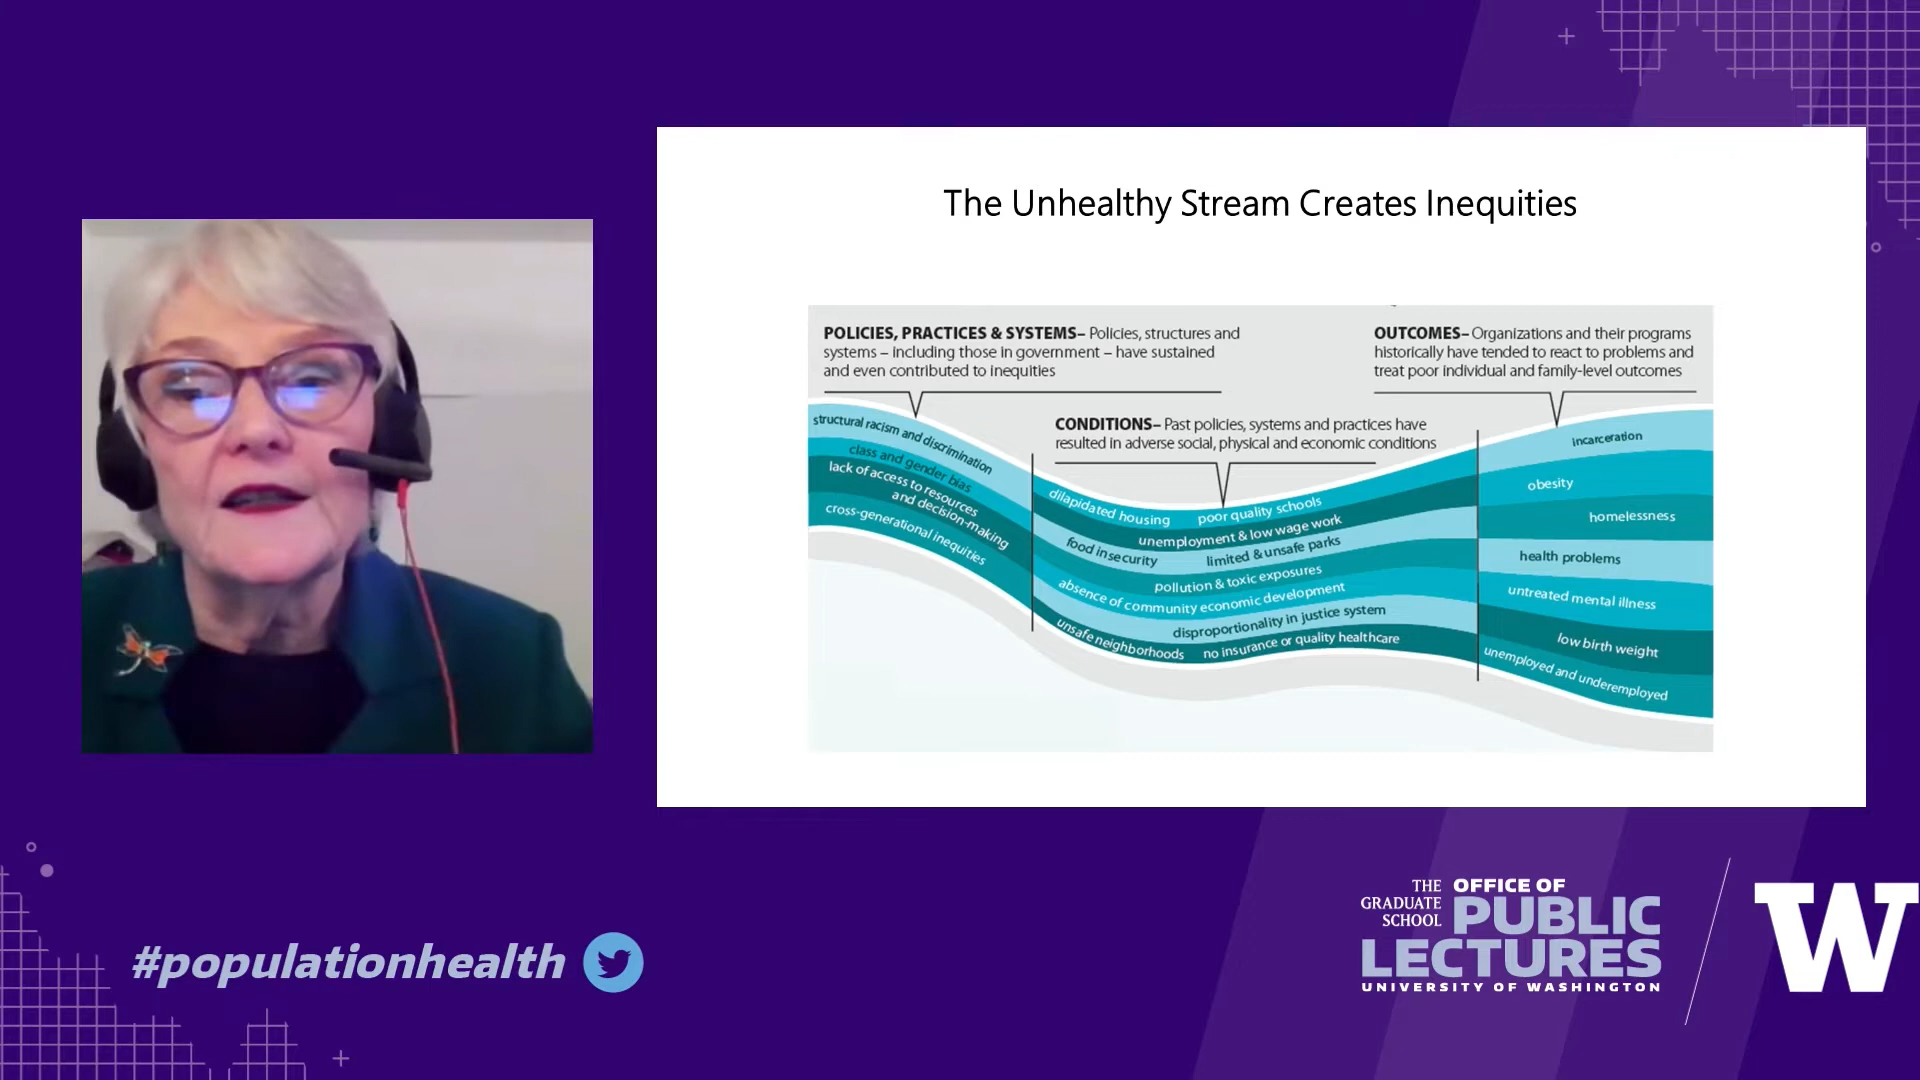 The Unhealthy Stream Creates Inequities
POLICIES, PRACTICES & SYSTEMS– Policies, structures and
systems – including those in government – have sustained
and even contributed to inequities
OUTCOMES– Organizations and their programs
historically have tended to react to problems and
treat poor individual and family-level outcomes
CONDITIONS– Past policies, systems and practices have
resulted in adverse social, physical and economic conditions
structural racism and discrimination
class and gender bias
lack of access to resources
and decision-making
cross-generational inequities
dilapidated housing
poor quality schools
unemployment & low wage work
food insecurity
limited & unsafe parks
pollution & toxic exposures
absence of community economic development
disproportionality in justice system
unsafe neighborhoods
no insurance or quality healthcare
incarceration
obesity
homelessness
health problems
untreated mental illness
low birth weight
unemployed and underemployed
#populationhealth
THE
GRADUATE
SCHOOL
OFFICE OF
PUBLIC
LECTURES
UNIVERSITY OF WASHINGTON
W